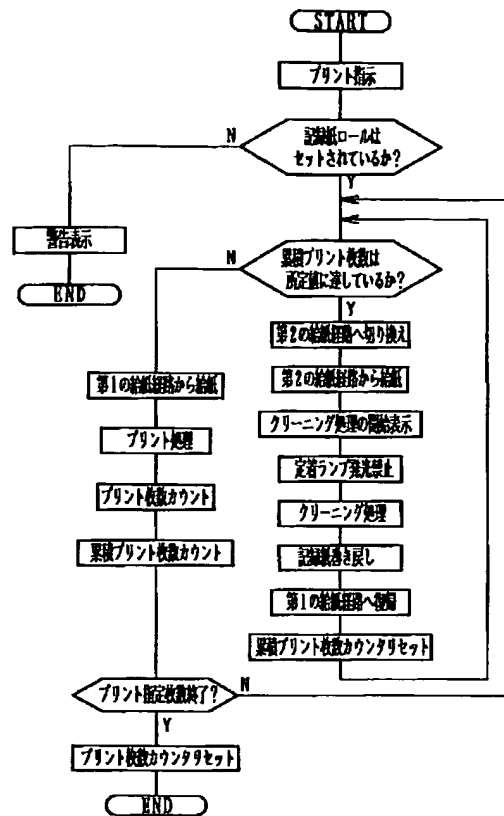 START
プリント指示
記録紙ロールは
セットされているか?
N
Y
警告表示
END
累積プリント枚数は
所定値に達しているか?
N
Y
第2の給紙経路へ切り換え
第2の給紙経路から給紙
クリーニング処理の開始表示
定着ランプ発光禁止
クリーニング処理
記録紙巻き戻し
第1の給紙経路へ復帰
累積プリント枚数カウンタリセット
第1の給紙経路から給紙
プリント処理
プリント枚数カウント
累積プリント枚数カウント
プリント指定枚数終了?
N
Y
プリント枚数カウンタリセット
END